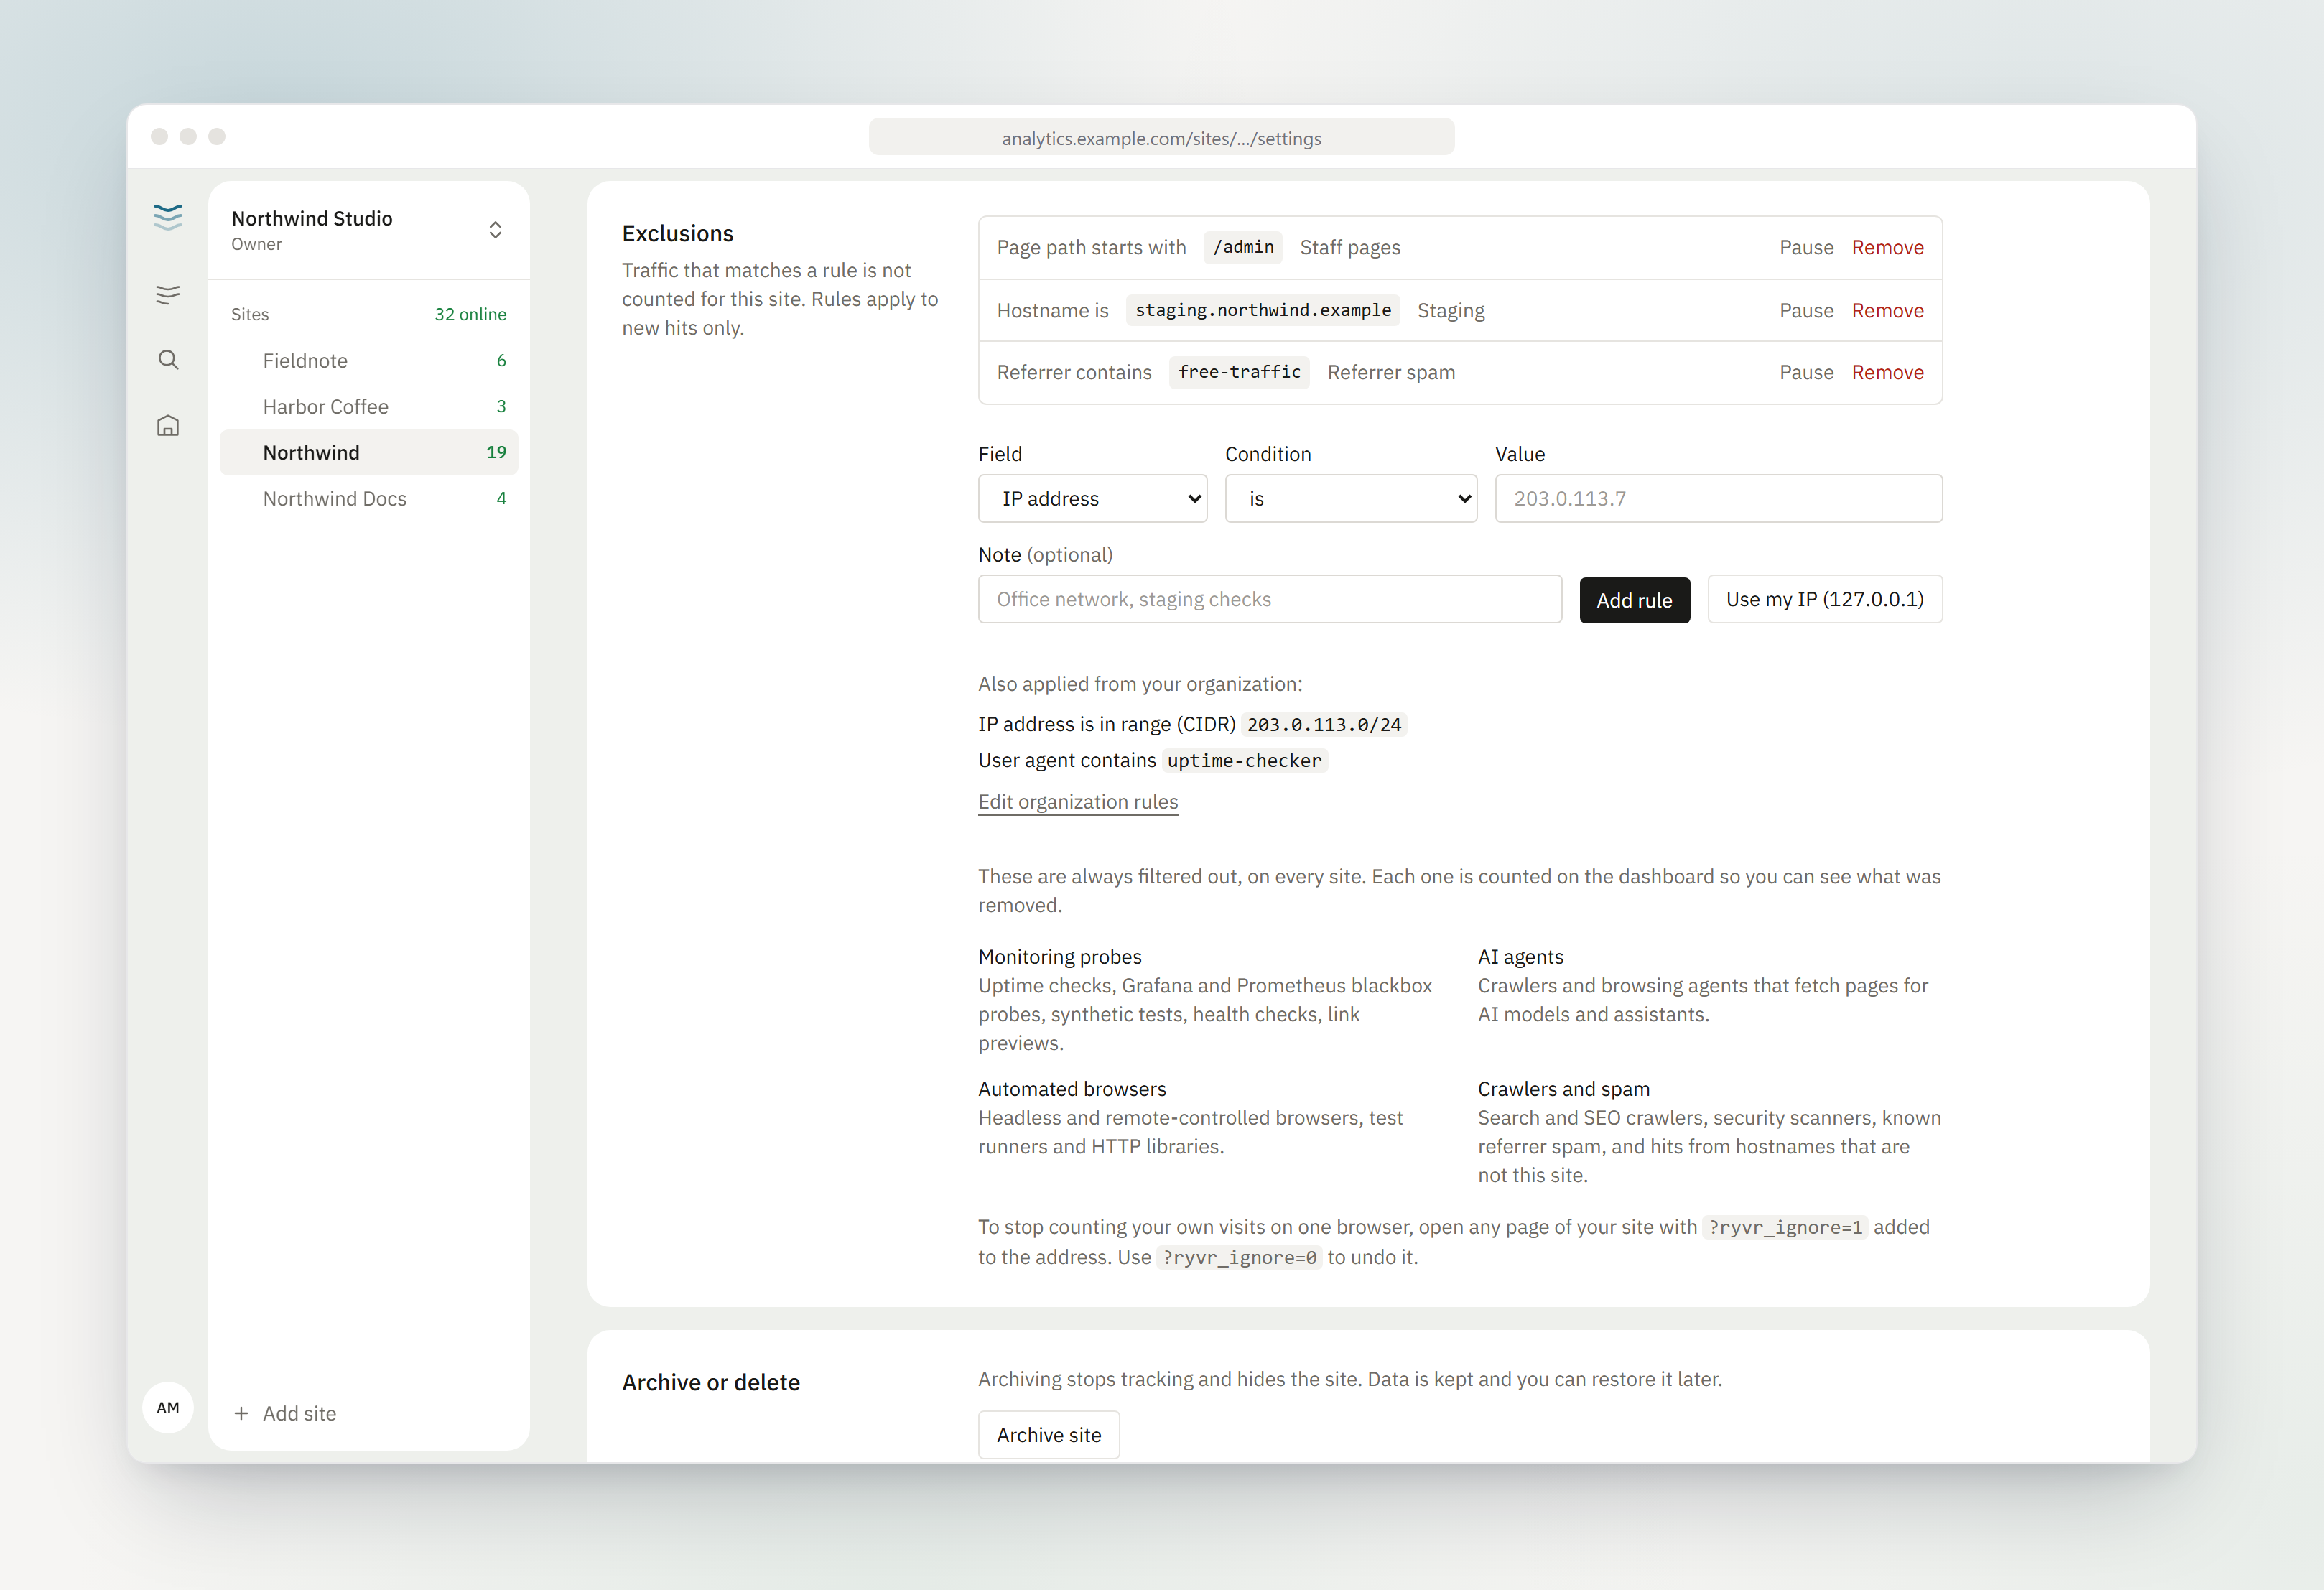 analytics.example.com/sites/.../settings
Northwind Studio
Owner
Sites 32 online
Fieldnote 6
Harbor Coffee 3
Northwind 19
Northwind Docs 4
AM
+ Add site
Exclusions
Traffic that matches a rule is not
counted for this site. Rules apply to
new hits only.
Page path starts with /admin Staff pages Pause Remove
Hostname is staging.northwind.example Staging Pause Remove
Referrer contains free-traffic Referrer spam Pause Remove
Field Condition Value
IP address is 203.0.113.7
Note (optional)
Office network, staging checks Add rule Use my IP (127.0.0.1)
Also applied from your organization:
IP address is in range (CIDR) 203.0.113.0/24
User agent contains uptime-checker
Edit organization rules
These are always filtered out, on every site. Each one is counted on the dashboard so you can see what was
removed.
Monitoring probes
Uptime checks, Grafana and Prometheus blackbox
probes, synthetic tests, health checks, link
previews.
AI agents
Crawlers and browsing agents that fetch pages for
AI models and assistants.
Automated browsers
Headless and remote-controlled browsers, test
runners and HTTP libraries.
Crawlers and spam
Search and SEO crawlers, security scanners, known
referrer spam, and hits from hostnames that are
not this site.
To stop counting your own visits on one browser, open any page of your site with ?ryvr_ignore=1 added
to the address. Use ?ryvr_ignore=0 to undo it.
Archive or delete
Archiving stops tracking and hides the site. Data is kept and you can restore it later.
Archive site